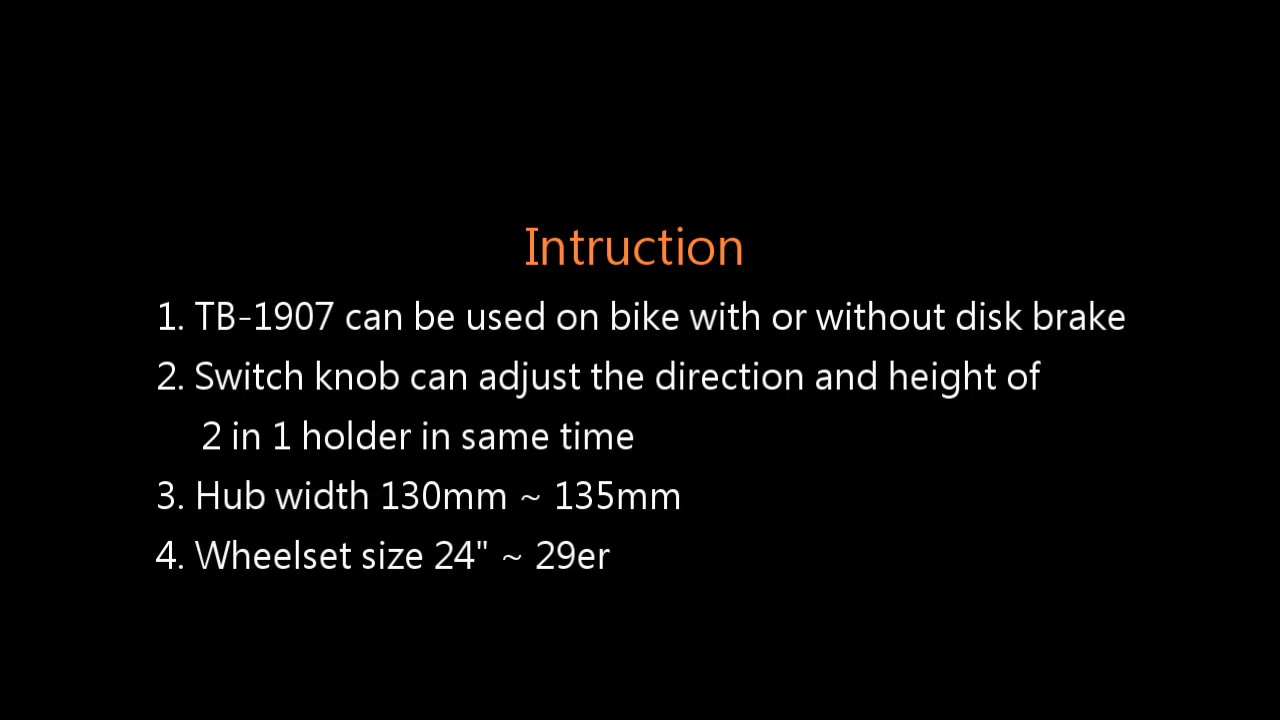 Intruction
1. TB-1907 can be used on bike with or without disk brake
2. Switch knob can adjust the direction and height of
2 in 1 holder in same time
3. Hub width 130mm ~ 135mm
4. Wheelset size 24" ~ 29er